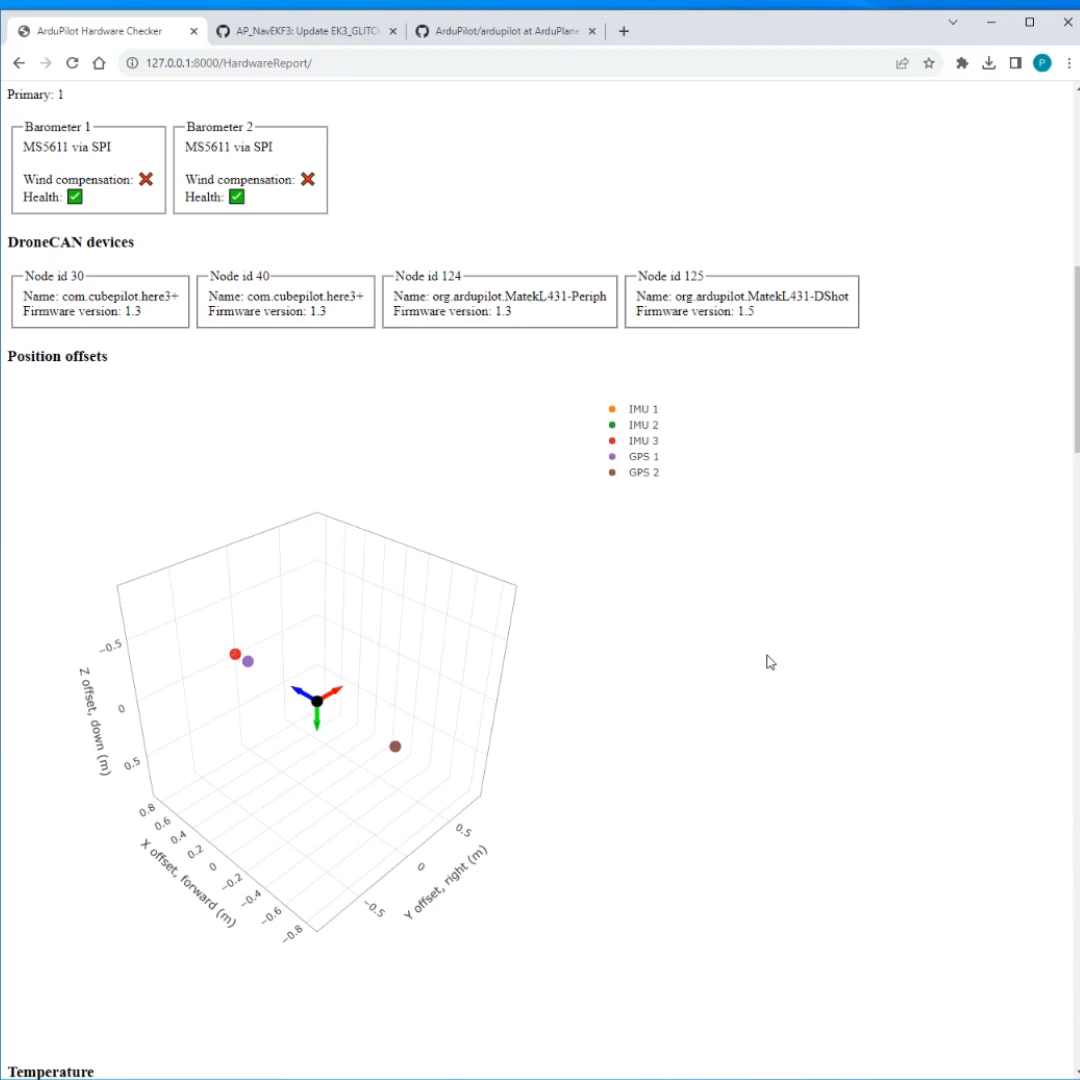 ArduPilot Hardware Checker
AP_NavEKF3: Update EK3_GLITC
ArduPilot/ardupilot at ArduPlane
127.0.0.1:8000/HardwareReport/
P
Primary: 1
Barometer 1
MS5611 via SPI
Wind compensation: ❌
Health: ✅
Barometer 2
MS5611 via SPI
Wind compensation: ❌
Health: ✅
DroneCAN devices
Node id 30
Name: com.cubepilot.here3+
Firmware version: 1.3
Node id 40
Name: com.cubepilot.here3+
Firmware version: 1.3
Node id 124
Name: org.ardupilot.MatekL431-Periph
Firmware version: 1.3
Node id 125
Name: org.ardupilot.MatekL431-DShot
Firmware version: 1.5
Position offsets
IMU 1
IMU 2
IMU 3
GPS 1
GPS 2
Z offset, down (m)
−0.5
0
0.5
X offset, forward (m)
0.8
0.6
0.4
0.2
0
−0.2
−0.4
−0.6
−0.8
Y offset, right (m)
−0.5
0
0.5
Temperature